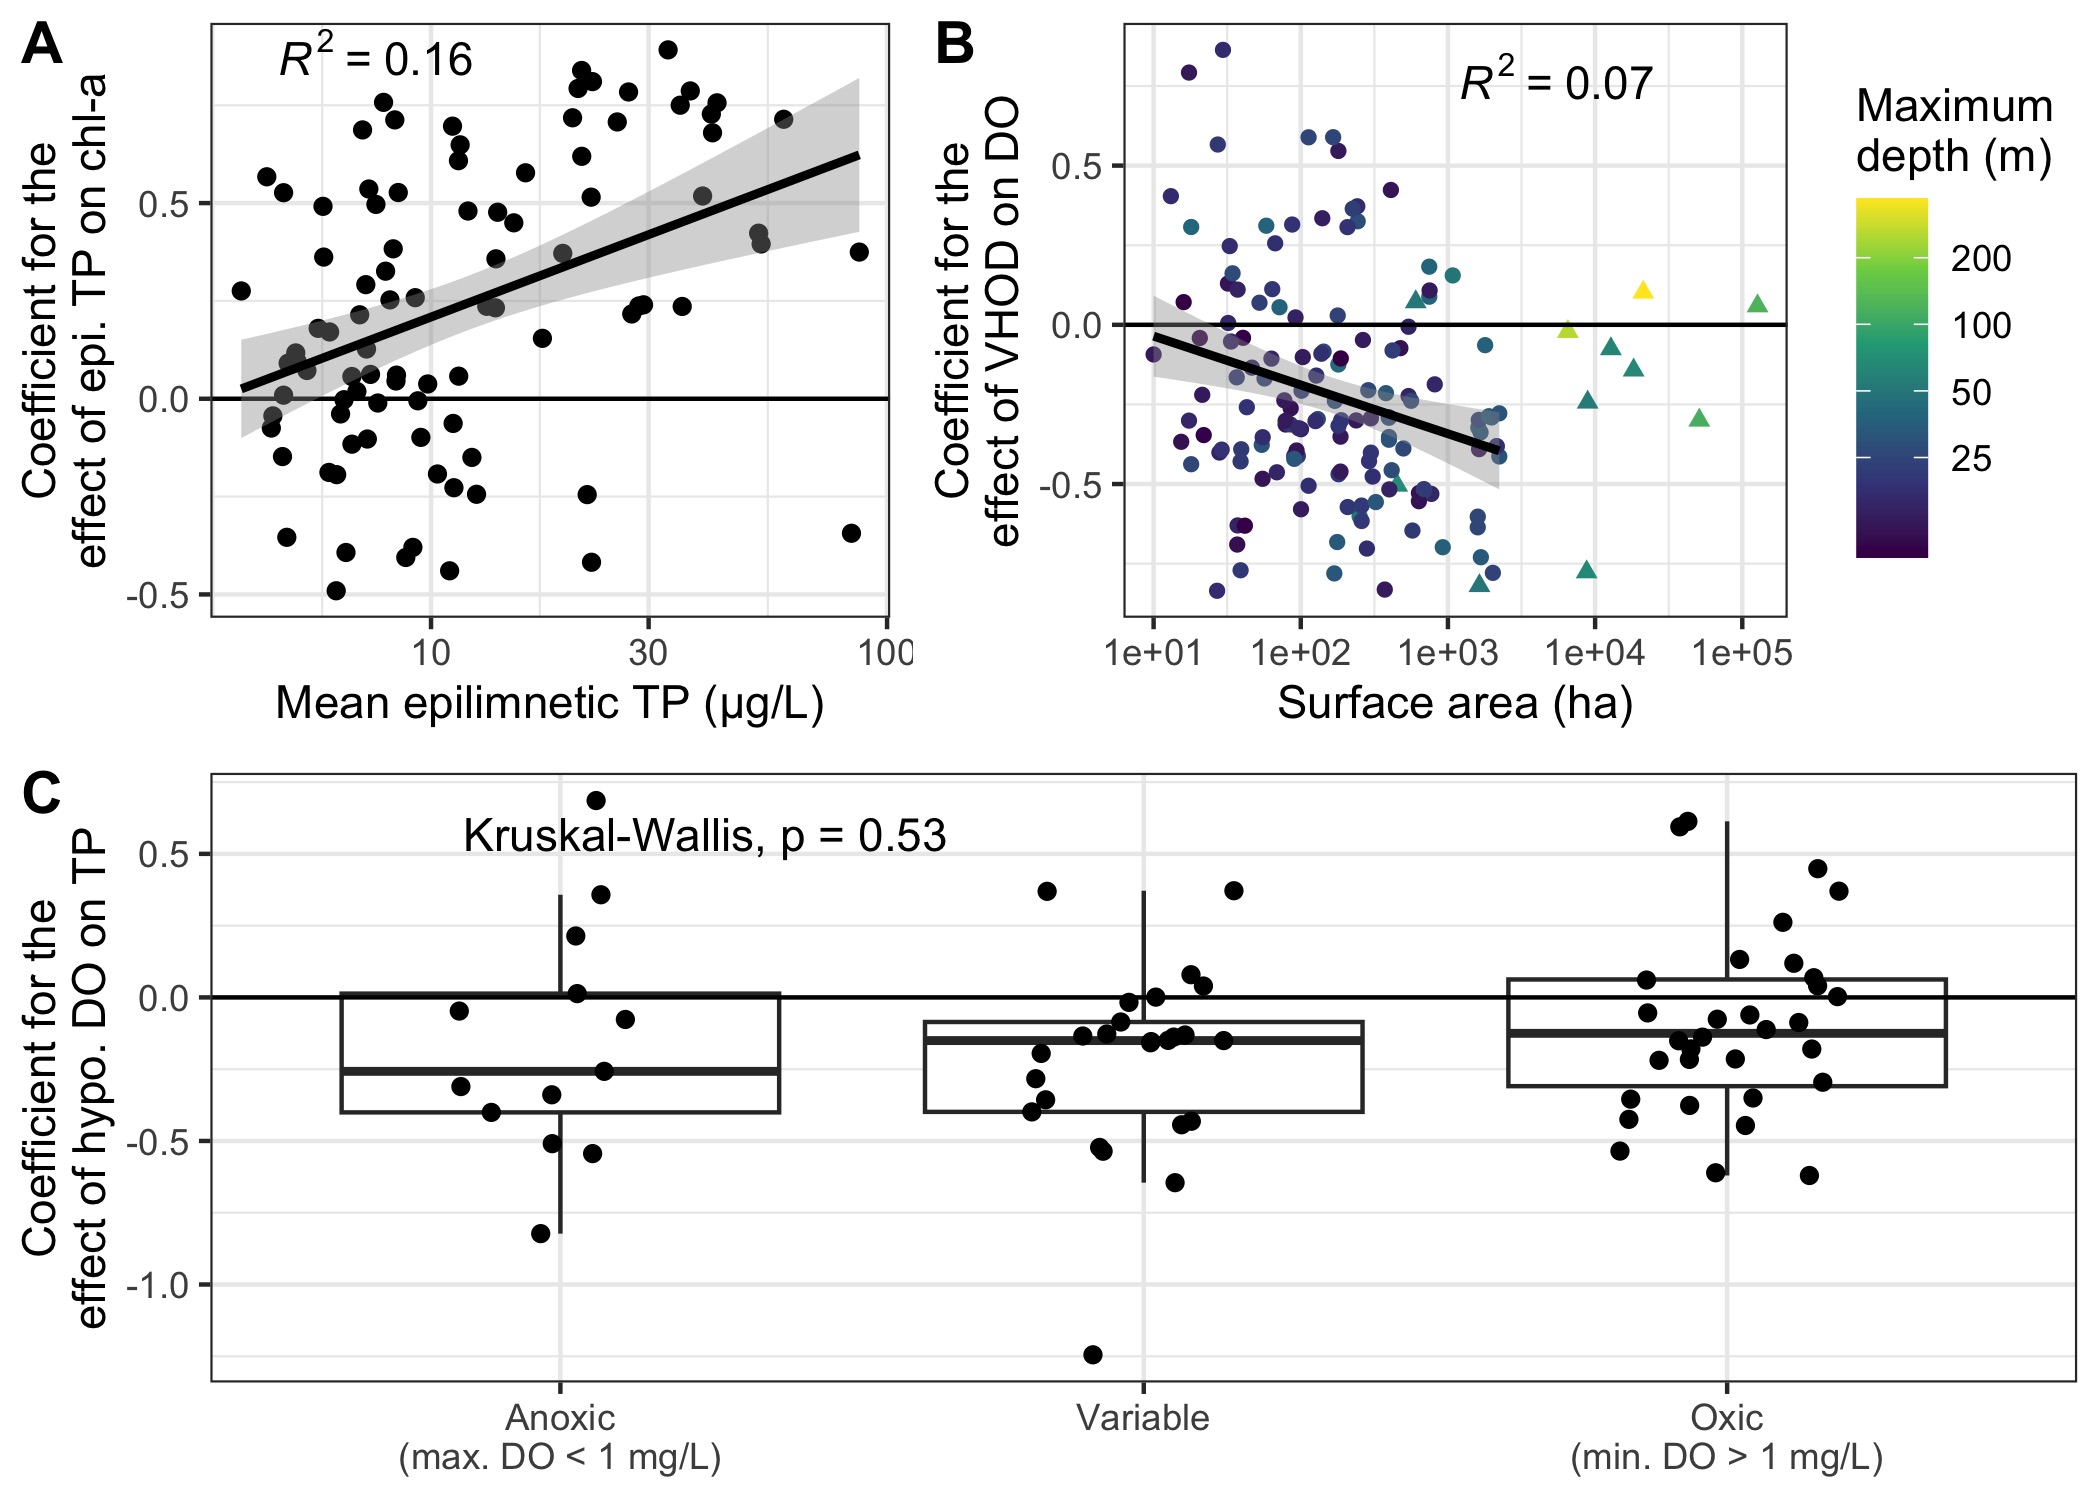 A
R² = 0.16
Coefficient for the
effect of epi. TP on chl-a
0.5
0.0
-0.5
10
30
100
Mean epilimnetic TP (µg/L)
B
R² = 0.07
Coefficient for the
effect of VHOD on DO
0.5
0.0
-0.5
1e+01
1e+02
1e+03
1e+04
1e+05
Surface area (ha)
Maximum
depth (m)
200
100
50
25
C
Kruskal-Wallis, p = 0.53
Coefficient for the
effect of hypo. DO on TP
0.5
0.0
-0.5
-1.0
Anoxic
(max. DO < 1 mg/L)
Variable
Oxic
(min. DO > 1 mg/L)